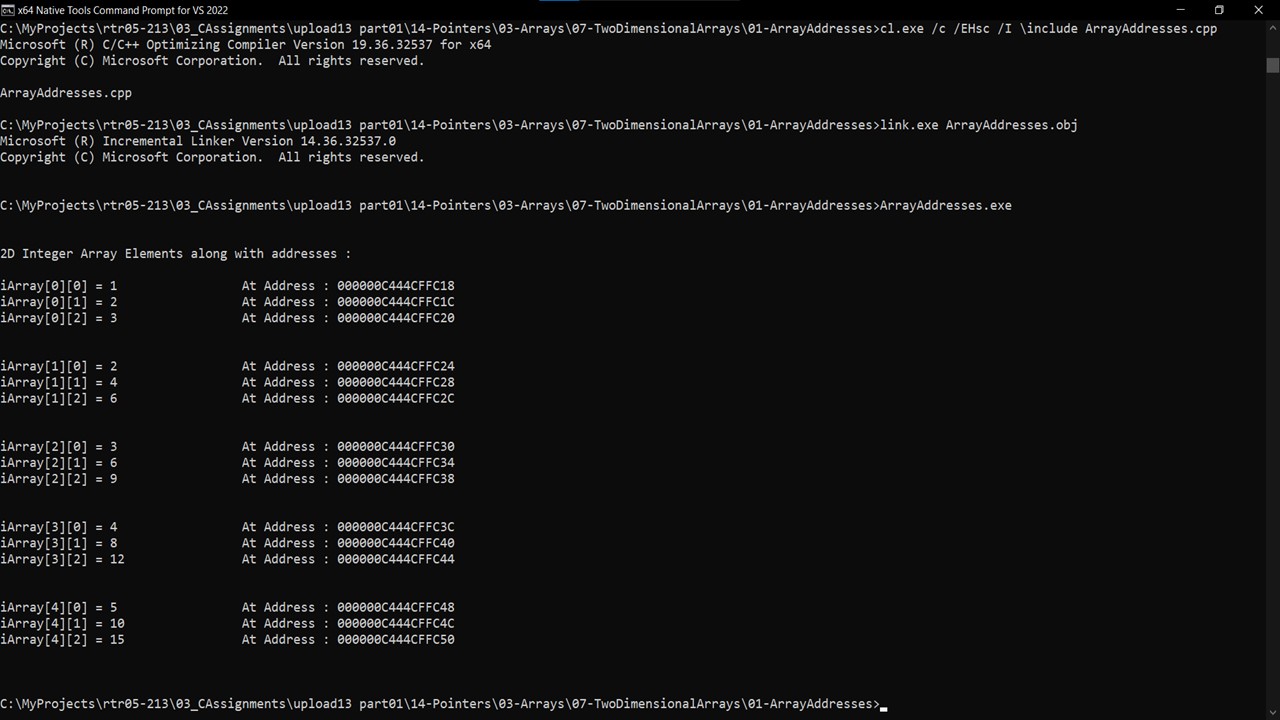 x64 Native Tools Command Prompt for VS 2022
C:\MyProjects\rtr05-213\03_CAssignments\upload13 part01\14-Pointers\03-Arrays\07-TwoDimensionalArrays\01-ArrayAddresses>cl.exe /c /EHsc /I \include ArrayAddresses.cpp
Microsoft (R) C/C++ Optimizing Compiler Version 19.36.32537 for x64
Copyright (C) Microsoft Corporation.  All rights reserved.
ArrayAddresses.cpp
C:\MyProjects\rtr05-213\03_CAssignments\upload13 part01\14-Pointers\03-Arrays\07-TwoDimensionalArrays\01-ArrayAddresses>link.exe ArrayAddresses.obj
Microsoft (R) Incremental Linker Version 14.36.32537.0
Copyright (C) Microsoft Corporation.  All rights reserved.
C:\MyProjects\rtr05-213\03_CAssignments\upload13 part01\14-Pointers\03-Arrays\07-TwoDimensionalArrays\01-ArrayAddresses>ArrayAddresses.exe
2D Integer Array Elements along with addresses :
iArray[0][0] = 1                 At Address : 000000C444CFFC18
iArray[0][1] = 2                 At Address : 000000C444CFFC1C
iArray[0][2] = 3                 At Address : 000000C444CFFC20
iArray[1][0] = 2                 At Address : 000000C444CFFC24
iArray[1][1] = 4                 At Address : 000000C444CFFC28
iArray[1][2] = 6                 At Address : 000000C444CFFC2C
iArray[2][0] = 3                 At Address : 000000C444CFFC30
iArray[2][1] = 6                 At Address : 000000C444CFFC34
iArray[2][2] = 9                 At Address : 000000C444CFFC38
iArray[3][0] = 4                 At Address : 000000C444CFFC3C
iArray[3][1] = 8                 At Address : 000000C444CFFC40
iArray[3][2] = 12                At Address : 000000C444CFFC44
iArray[4][0] = 5                 At Address : 000000C444CFFC48
iArray[4][1] = 10                At Address : 000000C444CFFC4C
iArray[4][2] = 15                At Address : 000000C444CFFC50
C:\MyProjects\rtr05-213\03_CAssignments\upload13 part01\14-Pointers\03-Arrays\07-TwoDimensionalArrays\01-ArrayAddresses>